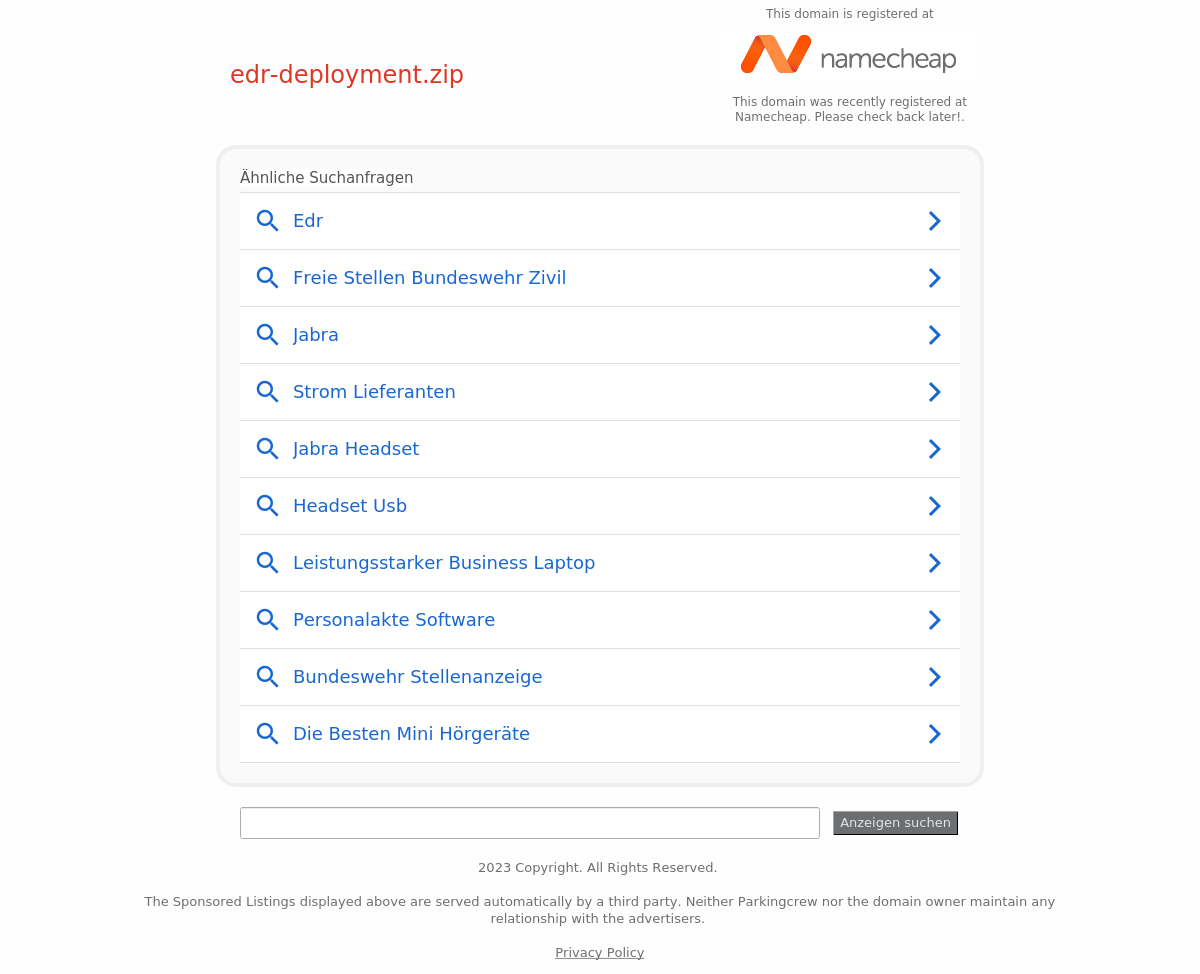 This domain is registered at
namecheap
edr-deployment.zip
This domain was recently registered at
Namecheap. Please check back later!.
Ähnliche Suchanfragen
Edr
Freie Stellen Bundeswehr Zivil
Jabra
Strom Lieferanten
Jabra Headset
Headset Usb
Leistungsstarker Business Laptop
Personalakte Software
Bundeswehr Stellenanzeige
Die Besten Mini Hörgeräte
Anzeigen suchen
2023 Copyright. All Rights Reserved.
The Sponsored Listings displayed above are served automatically by a third party. Neither Parkingcrew nor the domain owner maintain any
relationship with the advertisers.
Privacy Policy